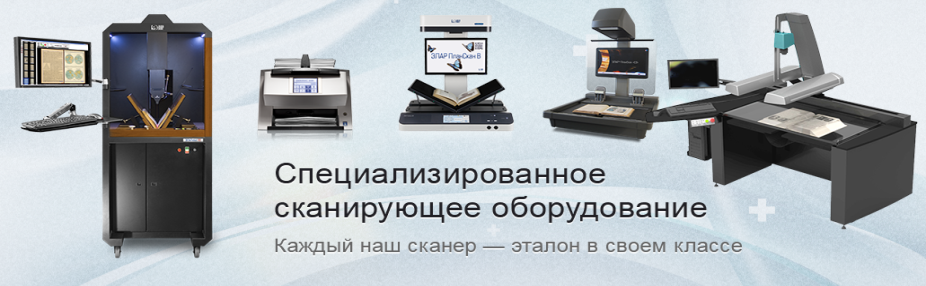 ЭЛАР ПланСкан В
Специализированное
сканирующее оборудование
Каждый наш сканер — эталон в своем классе